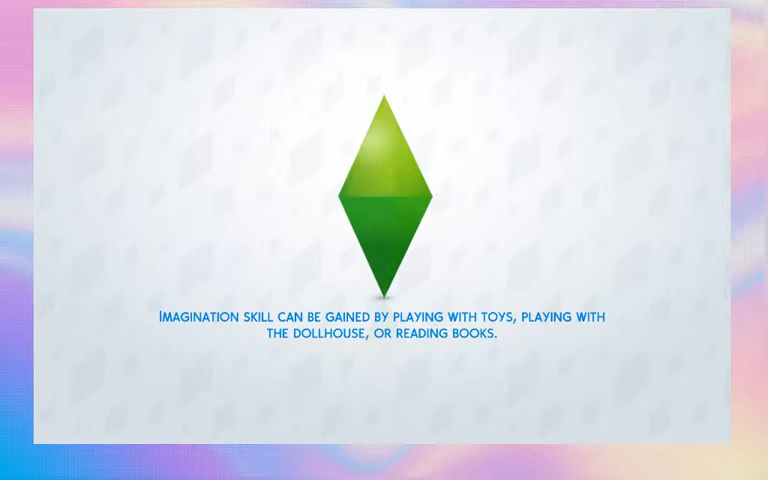 Imagination skill can be gained by playing with toys, playing with
the dollhouse, or reading books.